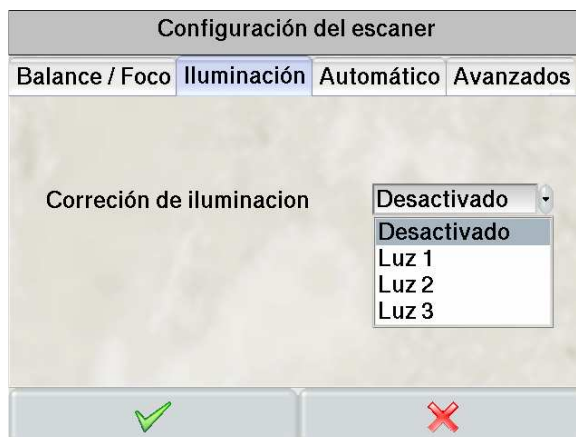 Configuración del escaner
Balance / Foco Iluminación Automático Avanzados
Correción de iluminacion Desactivado
Desactivado
Luz 1
Luz 2
Luz 3